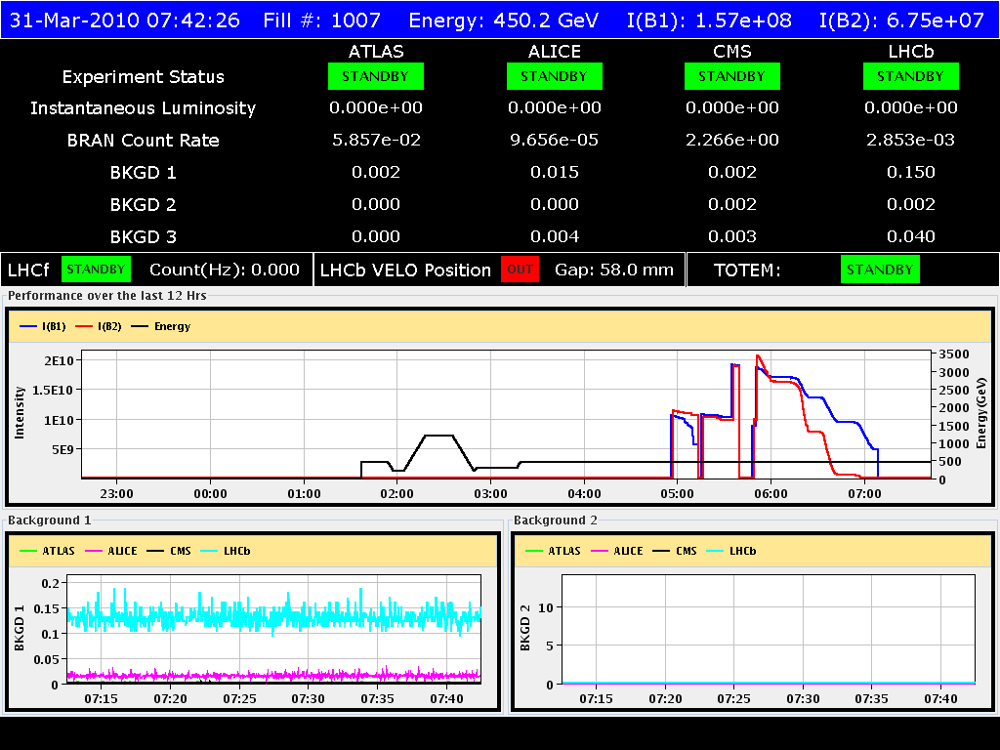 31-Mar-2010 07:42:26 Fill #: 1007 Energy: 450.2 GeV I(B1): 1.57e+08 I(B2): 6.75e+07
ATLAS ALICE CMS LHCb
Experiment Status STANDBY STANDBY STANDBY STANDBY
Instantaneous Luminosity 0.000e+00 0.000e+00 0.000e+00 0.000e+00
BRAN Count Rate 5.857e-02 9.656e-05 2.266e+00 2.853e-03
BKGD 1 0.002 0.015 0.002 0.150
BKGD 2 0.000 0.000 0.002 0.002
BKGD 3 0.000 0.004 0.003 0.040
LHCf STANDBY Count(Hz): 0.000 LHCb VELO Position OUT Gap: 58.0 mm TOTEM: STANDBY
Performance over the last 12 Hrs
I(B1) I(B2) Energy
Intensity
2E10
1.5E10
1E10
5E9
3500
3000
2500
2000
1500
1000
500
0
Energy(GeV)
23:00 00:00 01:00 02:00 03:00 04:00 05:00 06:00 07:00
Background 1
ATLAS ALICE CMS LHCb
BKGD 1
0.2
0.15
0.1
0.05
0
07:15 07:20 07:25 07:30 07:35 07:40
Background 2
ATLAS ALICE CMS LHCb
BKGD 2
10
5
0
07:15 07:20 07:25 07:30 07:35 07:40